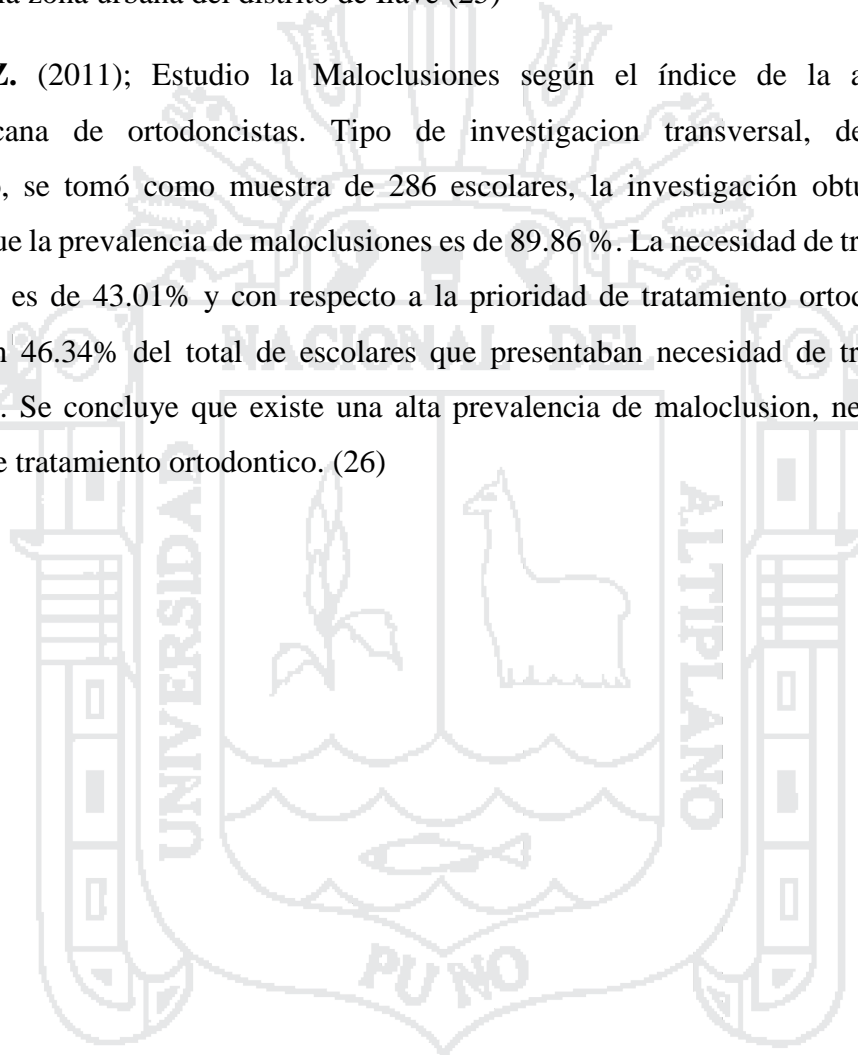 la zona urbana del distrito de Ilave (25)
Z. (2011); Estudio la Maloclusiones según el índice de la a
cana de ortodoncistas. Tipo de investigacion transversal, de
o, se tomó como muestra de 286 escolares, la investigación obtu
ue la prevalencia de maloclusiones es de 89.86 %. La necesidad de tr
es de 43.01% y con respecto a la prioridad de tratamiento ortod
n 46.34% del total de escolares que presentaban necesidad de tr
. Se concluye que existe una alta prevalencia de maloclusion, ne
e tratamiento ortodontico. (26)
NACIONAL DEL
UNIVERSIDAD
ALTIPLANO
PUNO